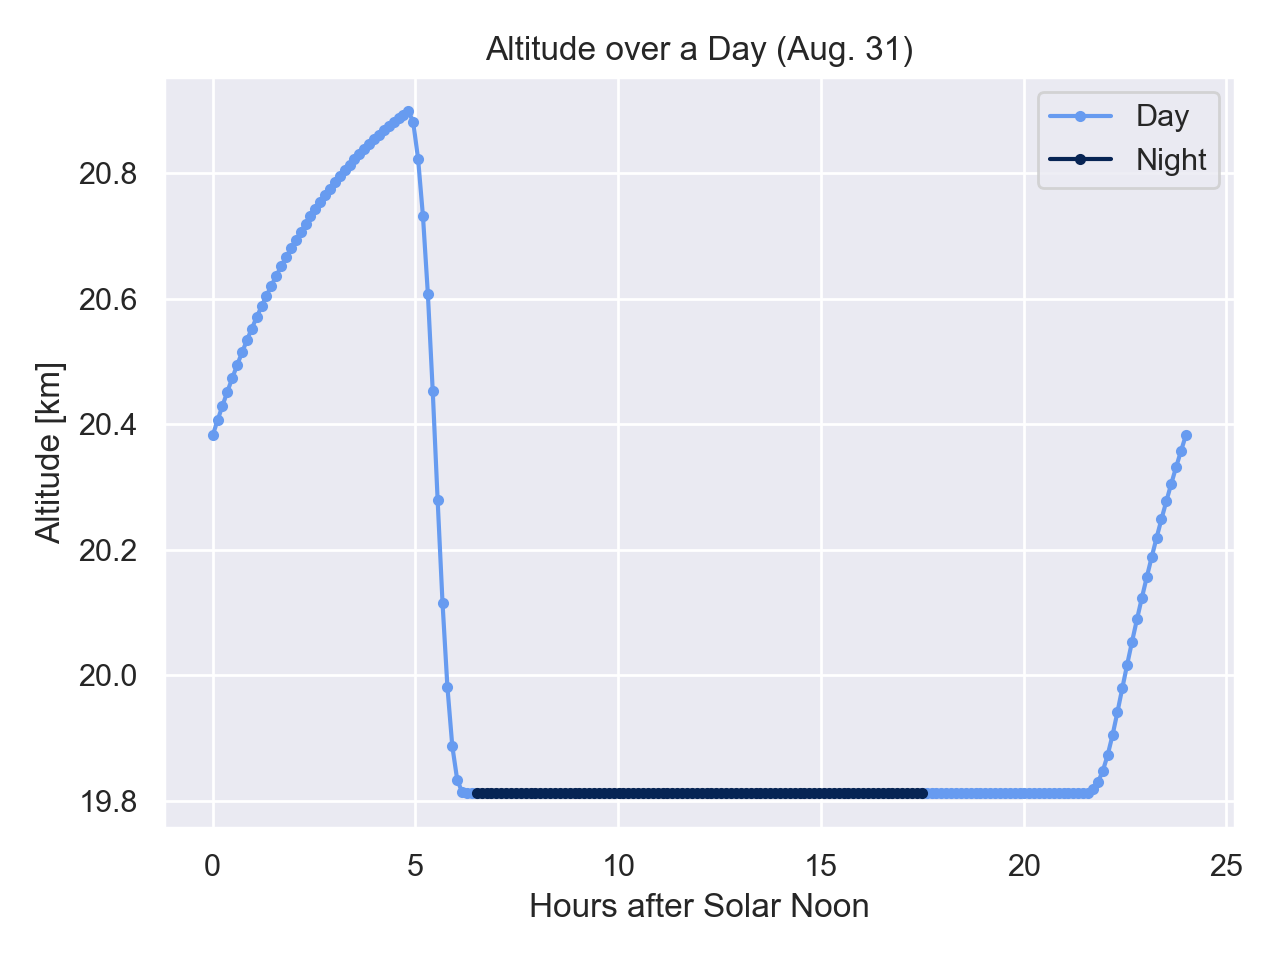 Altitude over a Day (Aug. 31)
Day
Night
20.8
20.6
20.4
20.2
20.0
19.8
Altitude [km]
0
5
10
15
20
25
Hours after Solar Noon